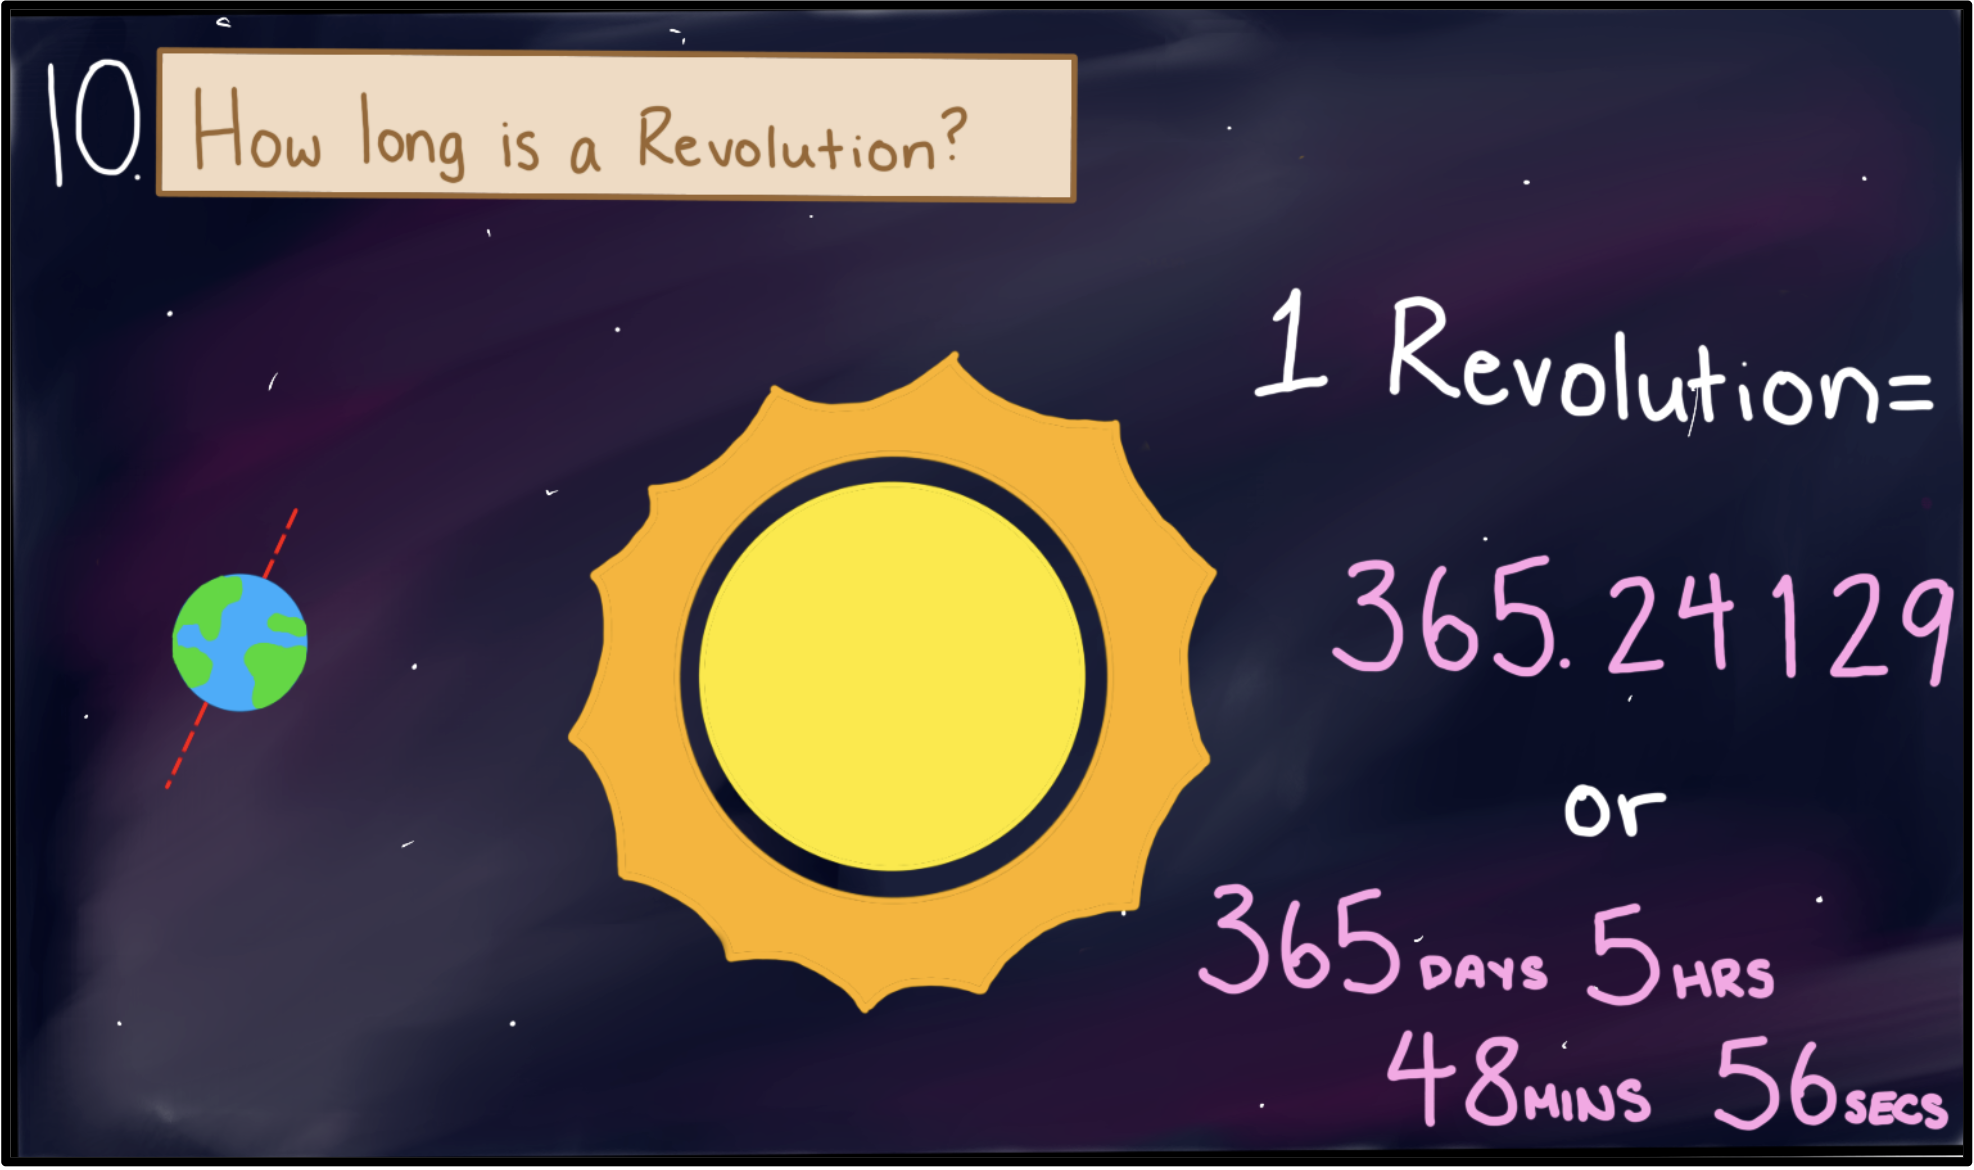 10. How long is a Revolution?
1 Revolution=
365.24129
or
365 DAYS 5 HRS
48 MINS 56 SECS